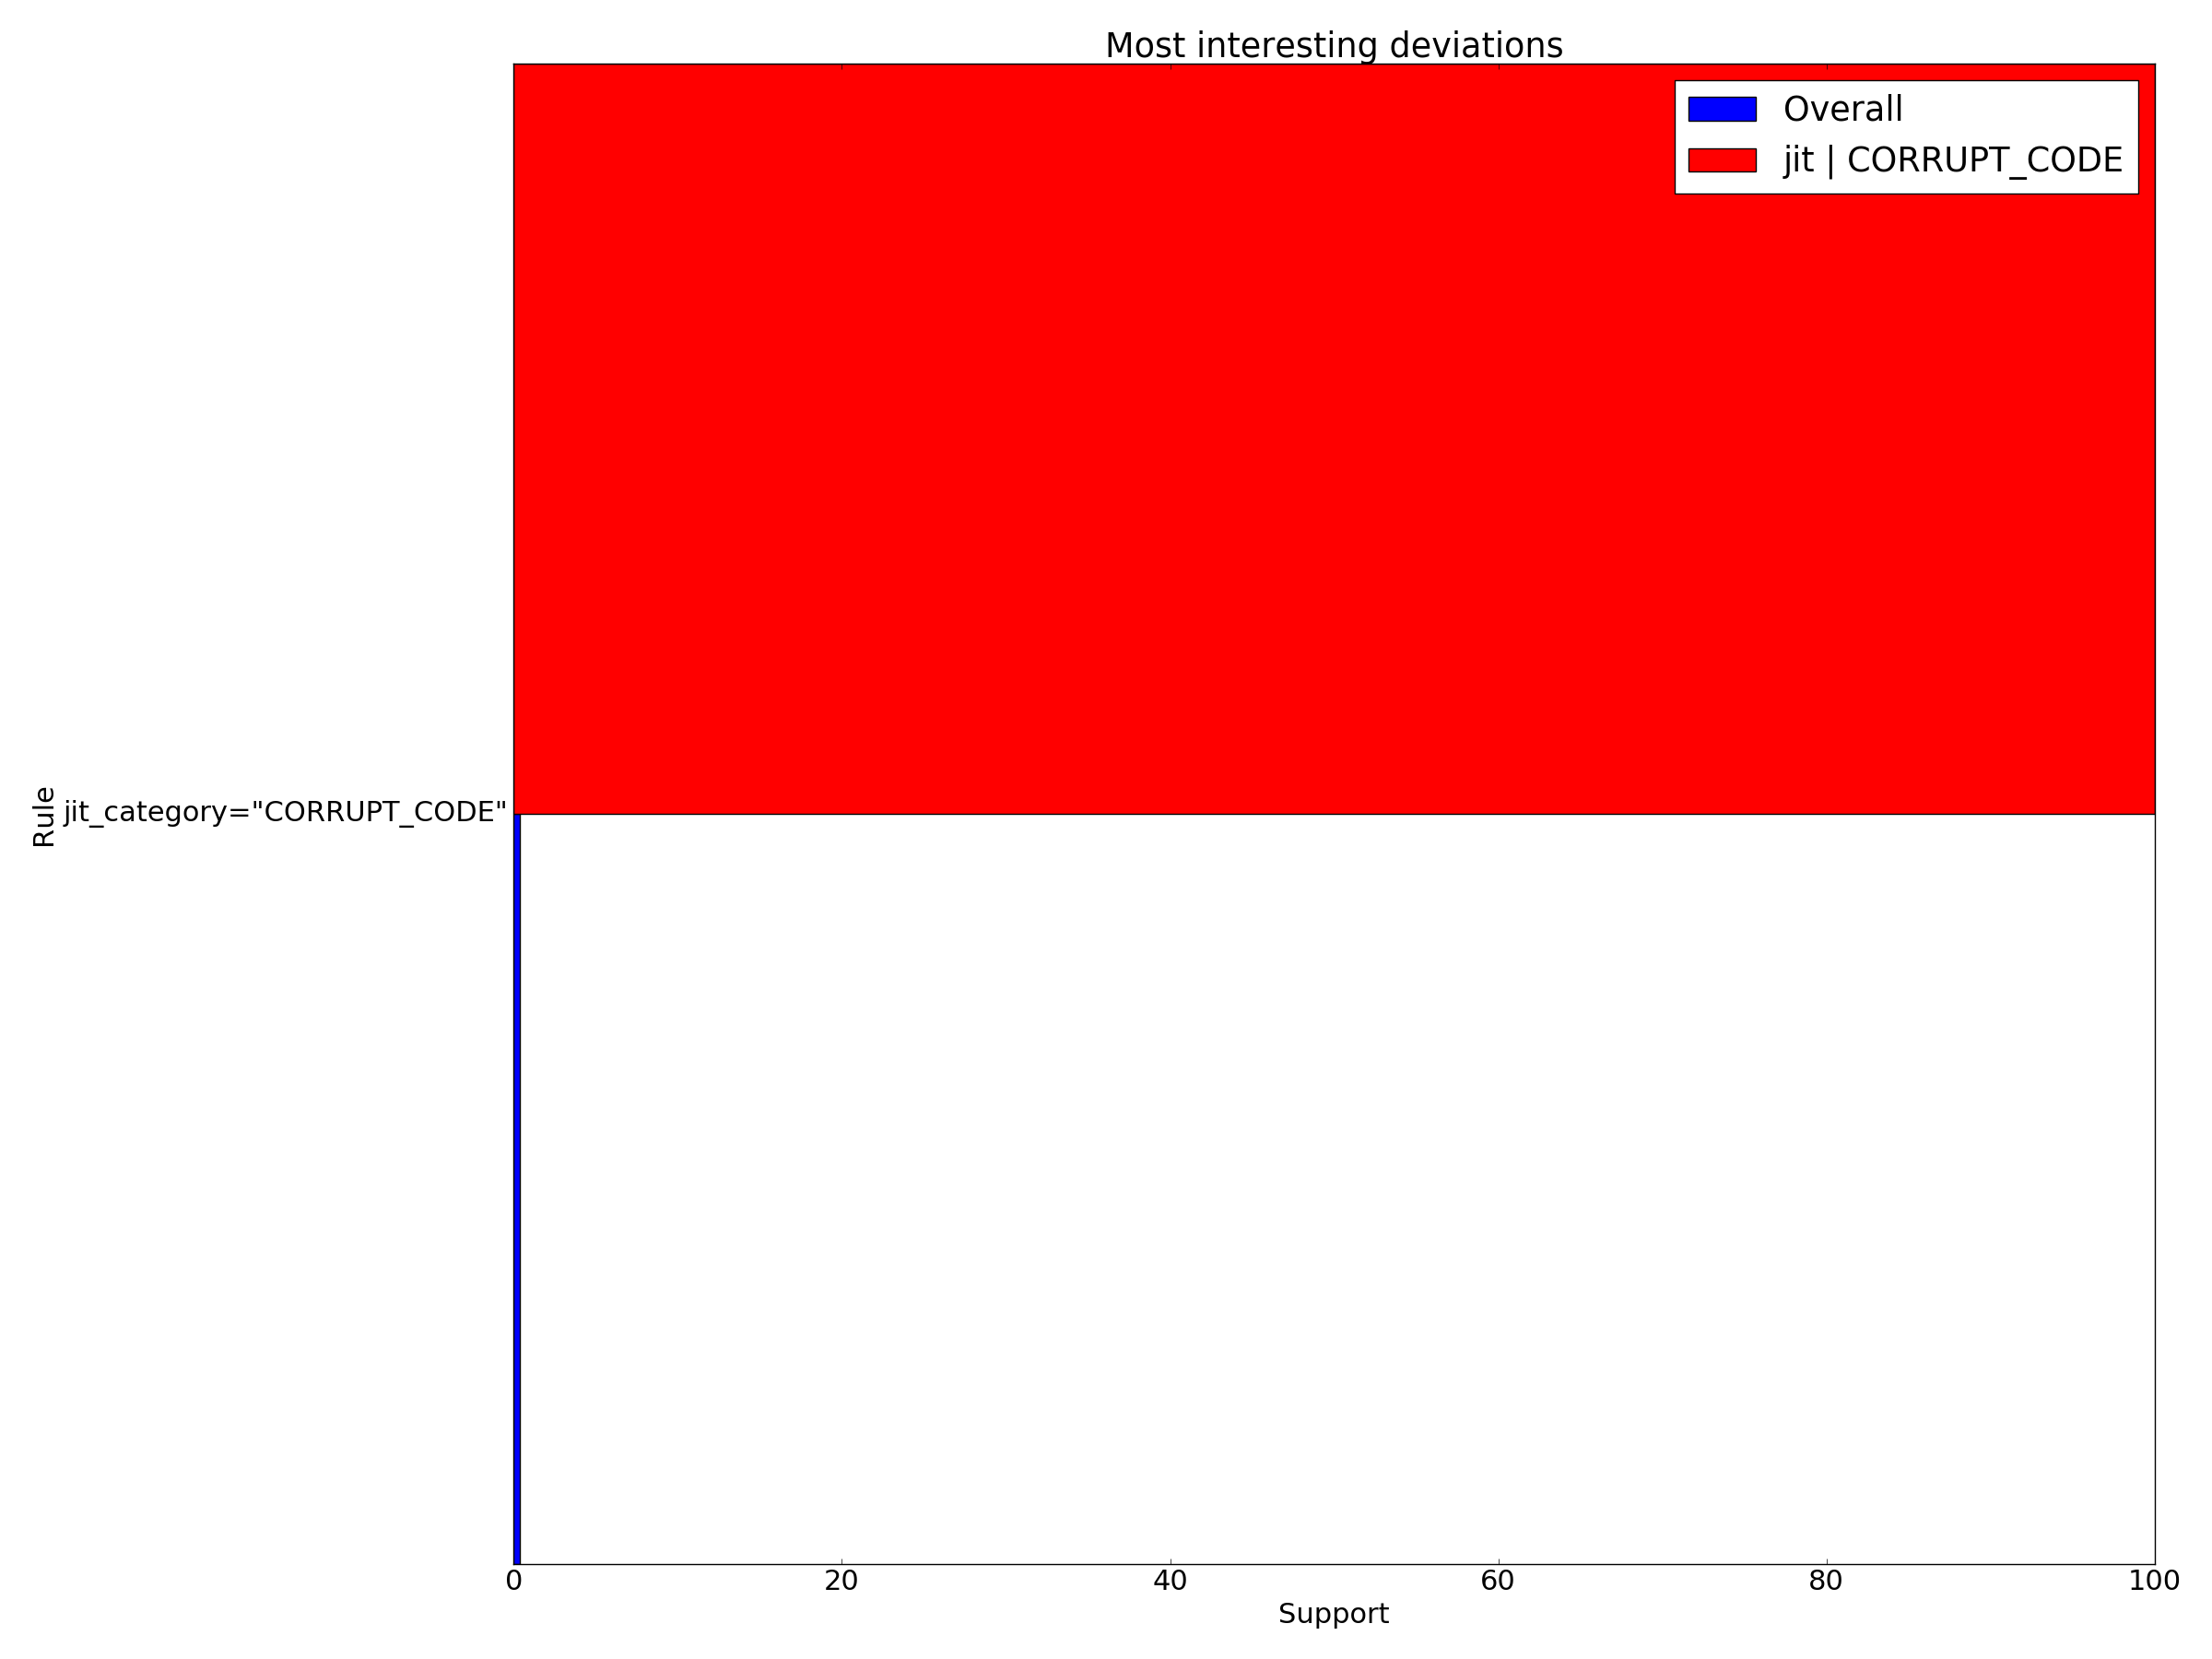 Most interesting deviations
Overall
jit | CORRUPT_CODE
Rule
jit_category="CORRUPT_CODE"
0 20 40 60 80 100
Support